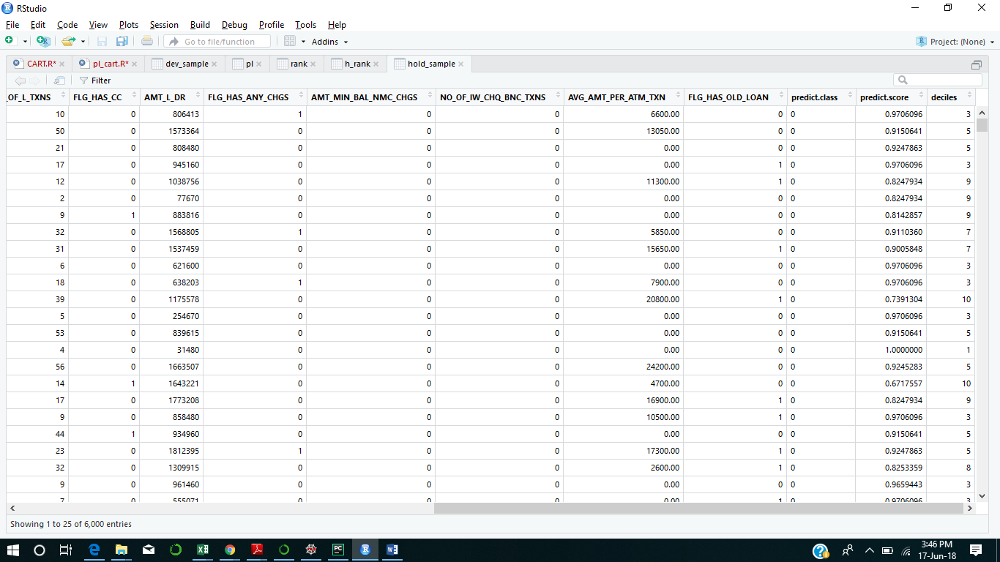 RStudio
File Edit Code View Plots Session Build Debug Profile Tools Help
Go to file/function Addins Project: (None)
CART.R* pl_cart.R* dev_sample pl rank h_rank hold_sample
Filter
_OF_L_TXNS FLG_HAS_CC AMT_L_DR FLG_HAS_ANY_CHGS AMT_MIN_BAL_NMC_CHGS NO_OF_IW_CHQ_BNC_TXNS AVG_AMT_PER_ATM_TXN FLG_HAS_OLD_LOAN predict.class predict.score deciles
10 0 806413 1 0 0 6600.00 0 0 0.9706096 3
50 0 1573364 0 0 0 13050.00 0 0 0.9150641 5
21 0 808480 0 0 0 0.00 0 0 0.9247863 5
17 0 945160 0 0 0 0.00 1 0 0.9706096 3
12 0 1038756 0 0 0 11300.00 1 0 0.8247934 9
2 0 77670 0 0 0 0.00 0 0 0.8247934 9
9 1 883816 0 0 0 0.00 0 0 0.8142857 9
32 0 1568805 1 0 0 5850.00 0 0 0.9110360 7
31 0 1537459 0 0 0 15650.00 1 0 0.9005848 7
6 0 621600 0 0 0 0.00 0 0 0.9706096 3
18 0 638203 1 0 0 7900.00 0 0 0.9706096 3
39 0 1175578 0 0 0 20800.00 1 0 0.7391304 10
5 0 254670 0 0 0 0.00 0 0 0.9706096 3
53 0 839615 0 0 0 0.00 0 0 0.9150641 5
4 0 31480 0 0 0 0.00 0 0 1.0000000 1
56 0 1663507 0 0 0 24200.00 0 0 0.9245283 5
14 1 1643221 0 0 0 4700.00 0 0 0.6717557 10
17 0 1773208 0 0 0 16900.00 1 0 0.8247934 9
9 0 858480 0 0 0 10500.00 1 0 0.9706096 3
44 1 934960 0 0 0 0.00 0 0 0.9150641 5
23 0 1812395 1 0 0 17300.00 1 0 0.9247863 5
32 0 1309915 0 0 0 2600.00 1 0 0.8253359 8
9 0 961460 0 0 0 0.00 0 0 0.9659443 3
7 0 555071 0 0 0 0.00 1 0 0.9706096 3
Showing 1 to 25 of 6,000 entries
3:46 PM
17-Jun-18